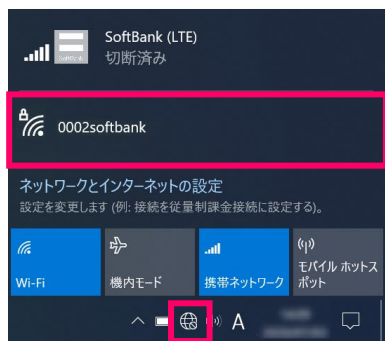 SoftBank (LTE)
切断済み
0002softbank
ネットワークとインターネットの設定
設定を変更します (例: 接続を従量制課金接続に設定する)。
Wi-Fi
機内モード
携帯ネットワーク
モバイル ホットス
ポット
A